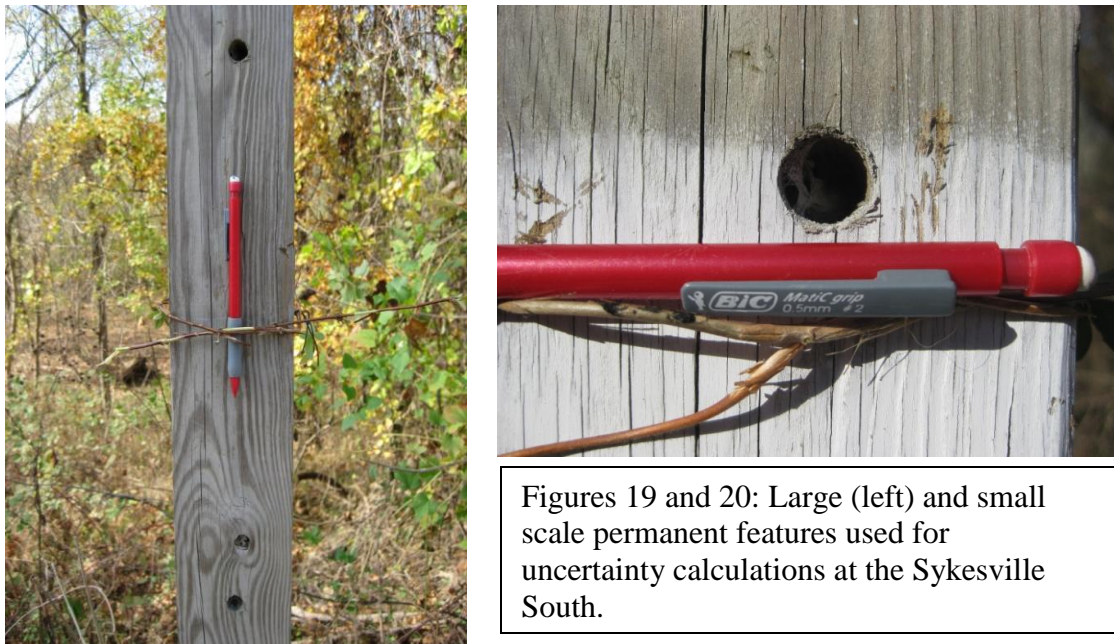 BiC MatiC grip
0.5mm #2
Figures 19 and 20: Large (left) and small
scale permanent features used for
uncertainty calculations at the Sykesville
South.